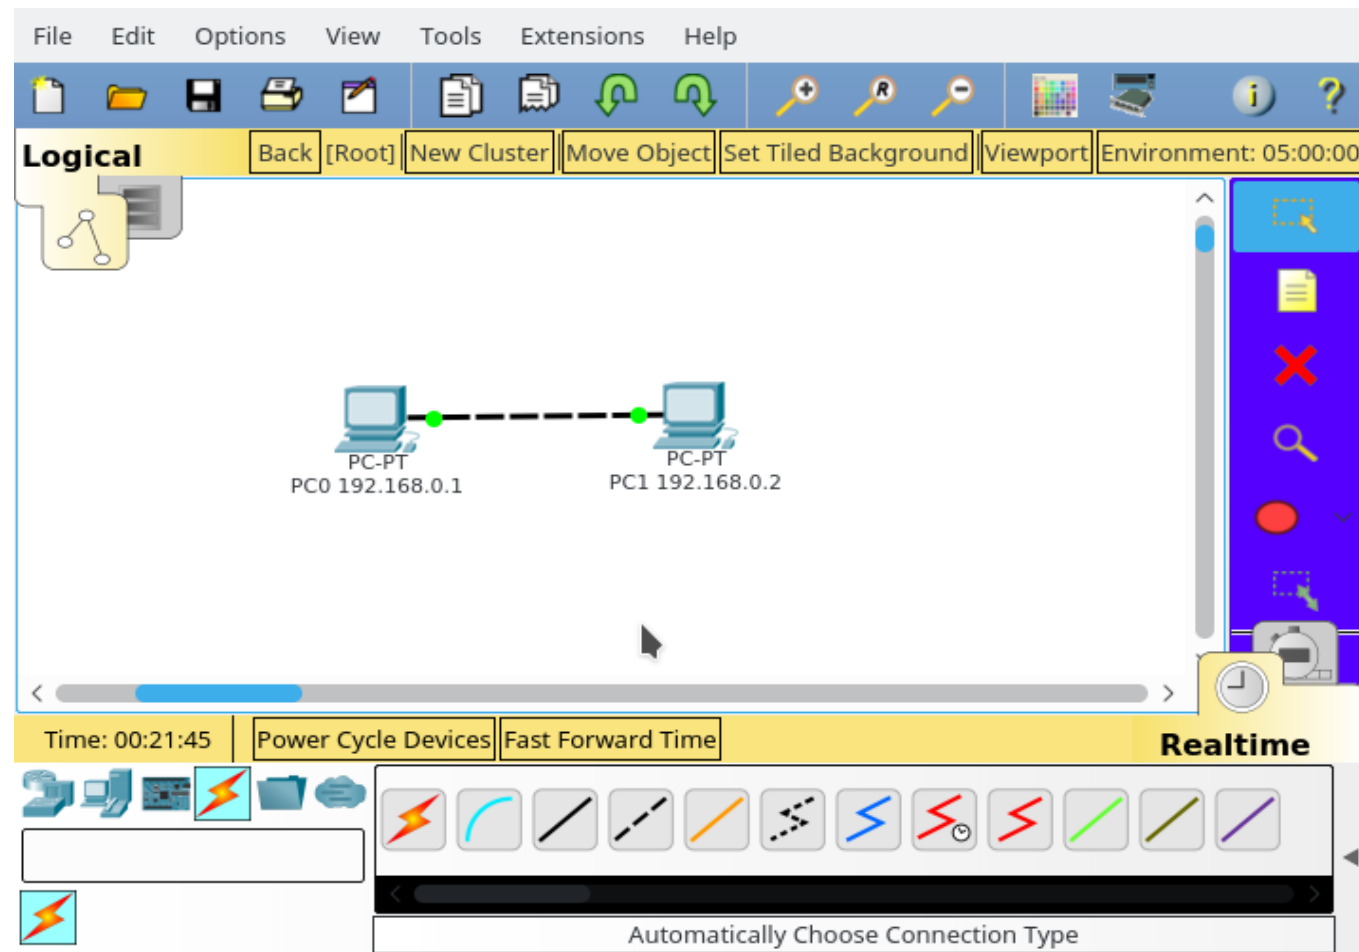 File Edit Options View Tools Extensions Help
Logical Back [Root] New Cluster Move Object Set Tiled Background Viewport Environment: 05:00:00
PC-PT
PC0 192.168.0.1
PC-PT
PC1 192.168.0.2
Time: 00:21:45 Power Cycle Devices Fast Forward Time Realtime
Automatically Choose Connection Type